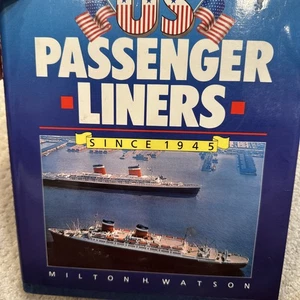 US
PASSENGER
LINERS
SINCE 1945
MILTON H. WATSON